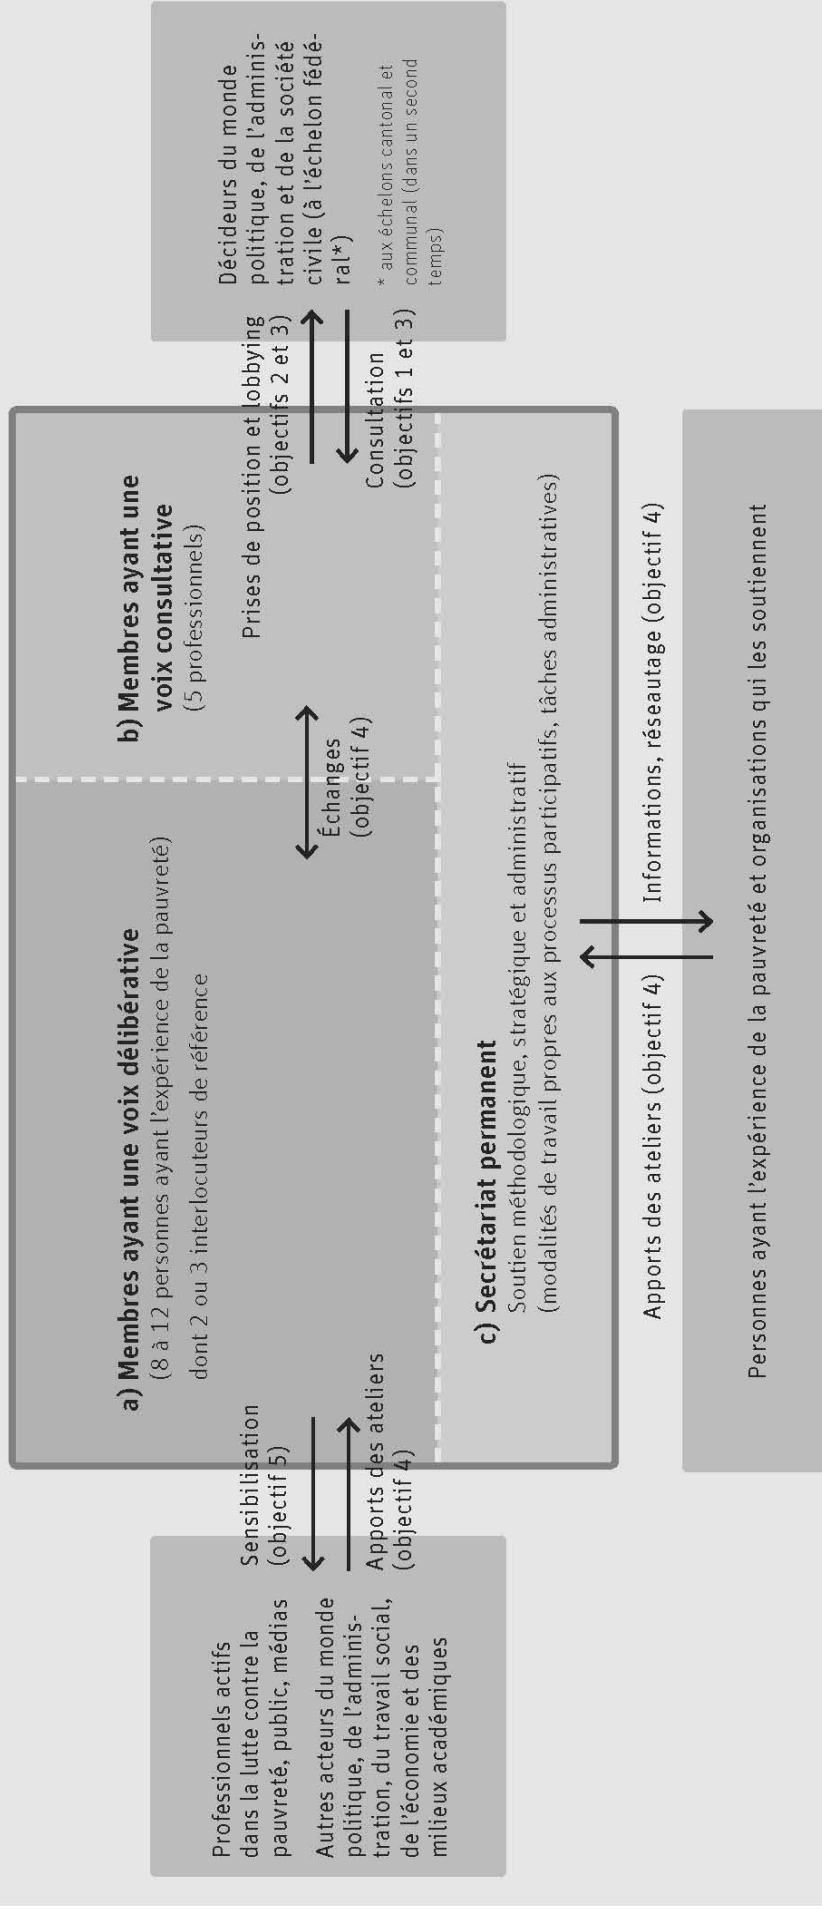 Professionnels actifs
dans la lutte contre la
pauvreté, public, médias
Autres acteurs du monde
politique, de l'adminis-
tration, du travail social,
de l'économie et des
milieux académiques
Sensibilisation
(objectif 5)
Apports des ateliers
(objectif 4)
a) Membres ayant une voix délibérative
(8 à 12 personnes ayant l'expérience de la pauvreté)
dont 2 ou 3 interlocuteurs de référence
Échanges
(objectif 4)
b) Membres ayant une
voix consultative
(5 professionnels)
Prises de position et lobbying
(objectifs 2 et 3)
Consultation
(objectifs 1 et 3)
Décideurs du monde
politique, de l'adminis-
tration et de la société
civile (à l'échelon fédé-
ral*)
* aux échelons cantonal et
communal (dans un second
temps)
c) Secrétariat permanent
Soutien méthodologique, stratégique et administratif
(modalités de travail propres aux processus participatifs, tâches administratives)
Apports des ateliers (objectif 4)
Informations, réseautage (objectif 4)
Personnes ayant l'expérience de la pauvreté et organisations qui les soutiennent